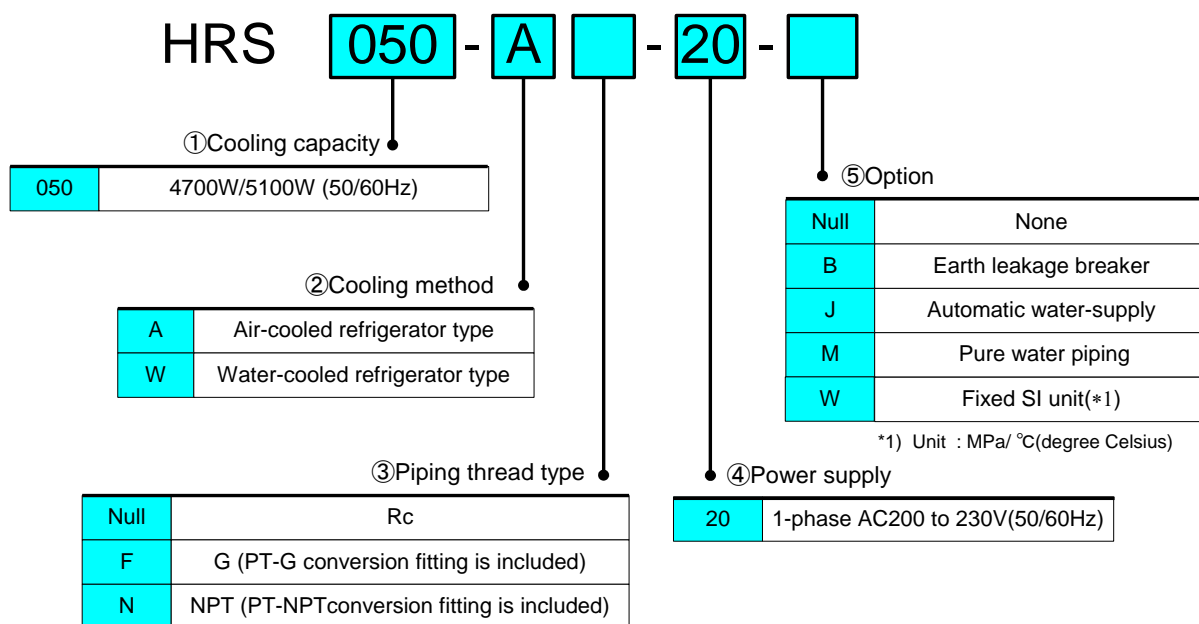 HRS 050 - A - 20 -
①Cooling capacity
050 4700W/5100W (50/60Hz)
⑤Option
Null None
B Earth leakage breaker
J Automatic water-supply
M Pure water piping
W Fixed SI unit(*1)
*1) Unit : MPa/ °C(degree Celsius)
②Cooling method
A Air-cooled refrigerator type
W Water-cooled refrigerator type
③Piping thread type
Null Rc
F G (PT-G conversion fitting is included)
N NPT (PT-NPTconversion fitting is included)
④Power supply
20 1-phase AC200 to 230V(50/60Hz)